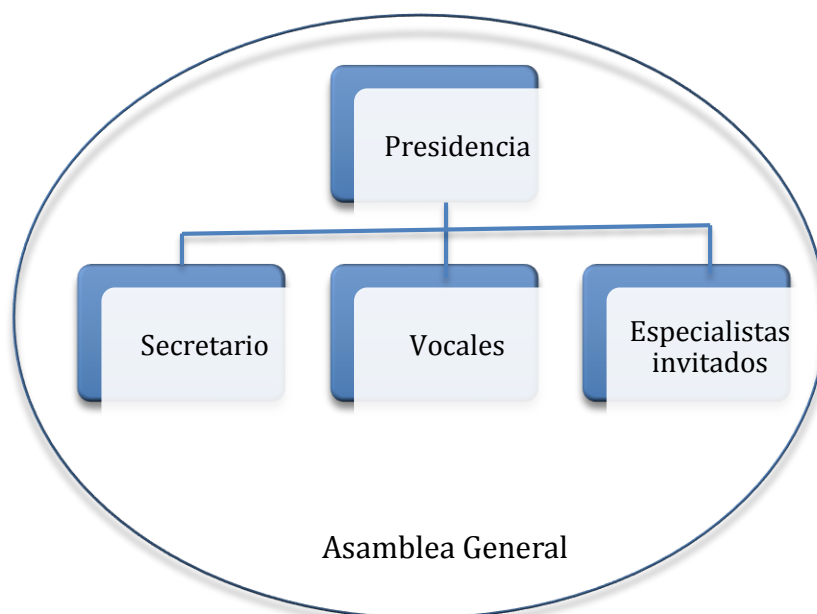 Presidencia
Secretario
Vocales
Especialistas
invitados
Asamblea General